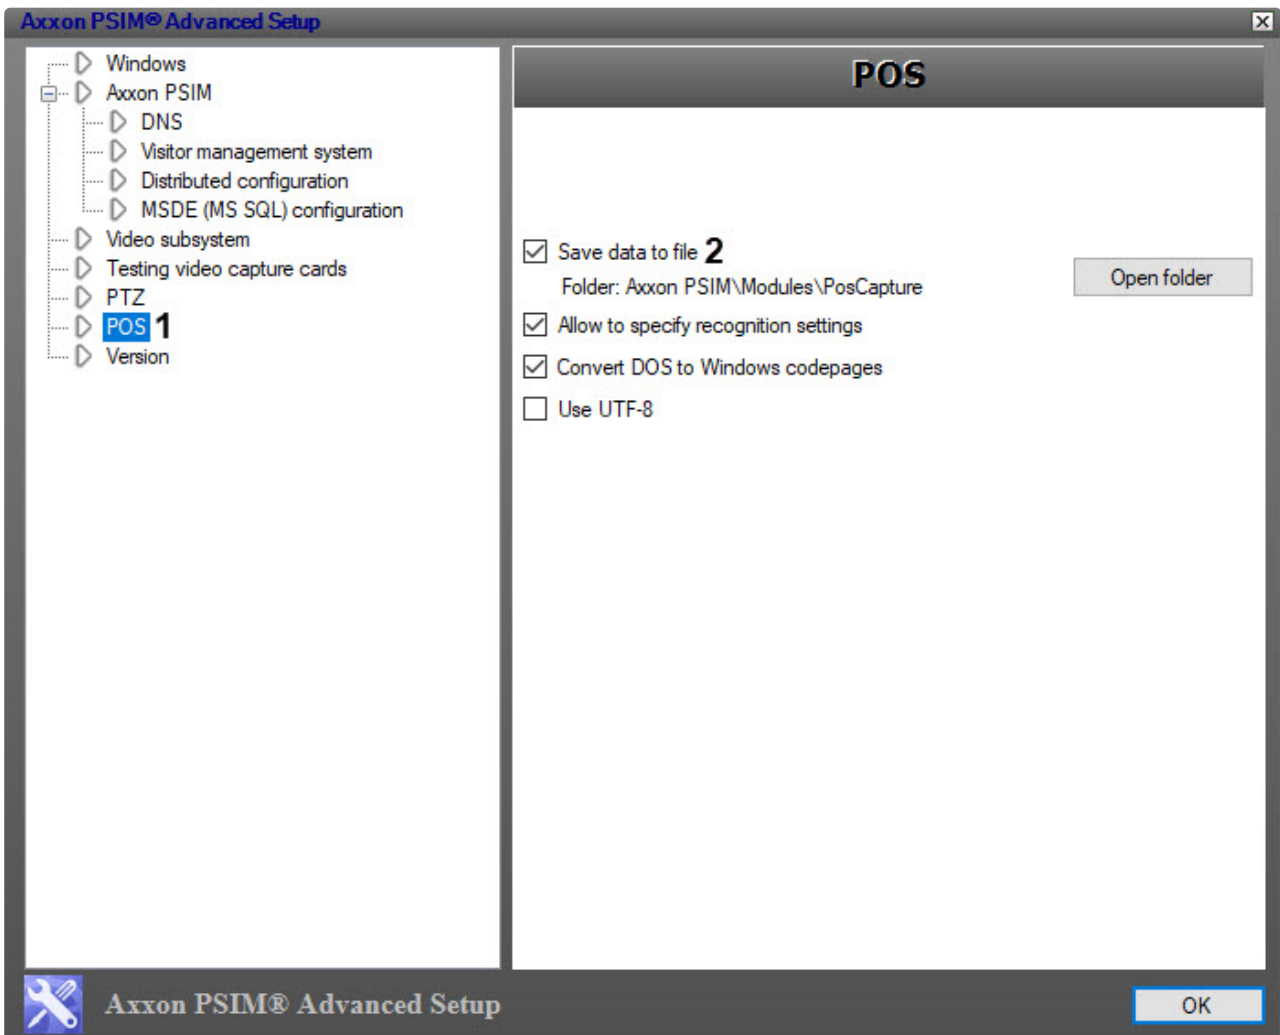 Axxon PSIM® Advanced Setup
Windows
Axxon PSIM
DNS
Visitor management system
Distributed configuration
MSDE (MS SQL) configuration
Video subsystem
Testing video capture cards
PTZ
POS 1
Version
POS
Save data to file 2
Folder: Axxon PSIM\Modules\PosCapture
Open folder
Allow to specify recognition settings
Convert DOS to Windows codepages
Use UTF-8
Axxon PSIM® Advanced Setup
OK